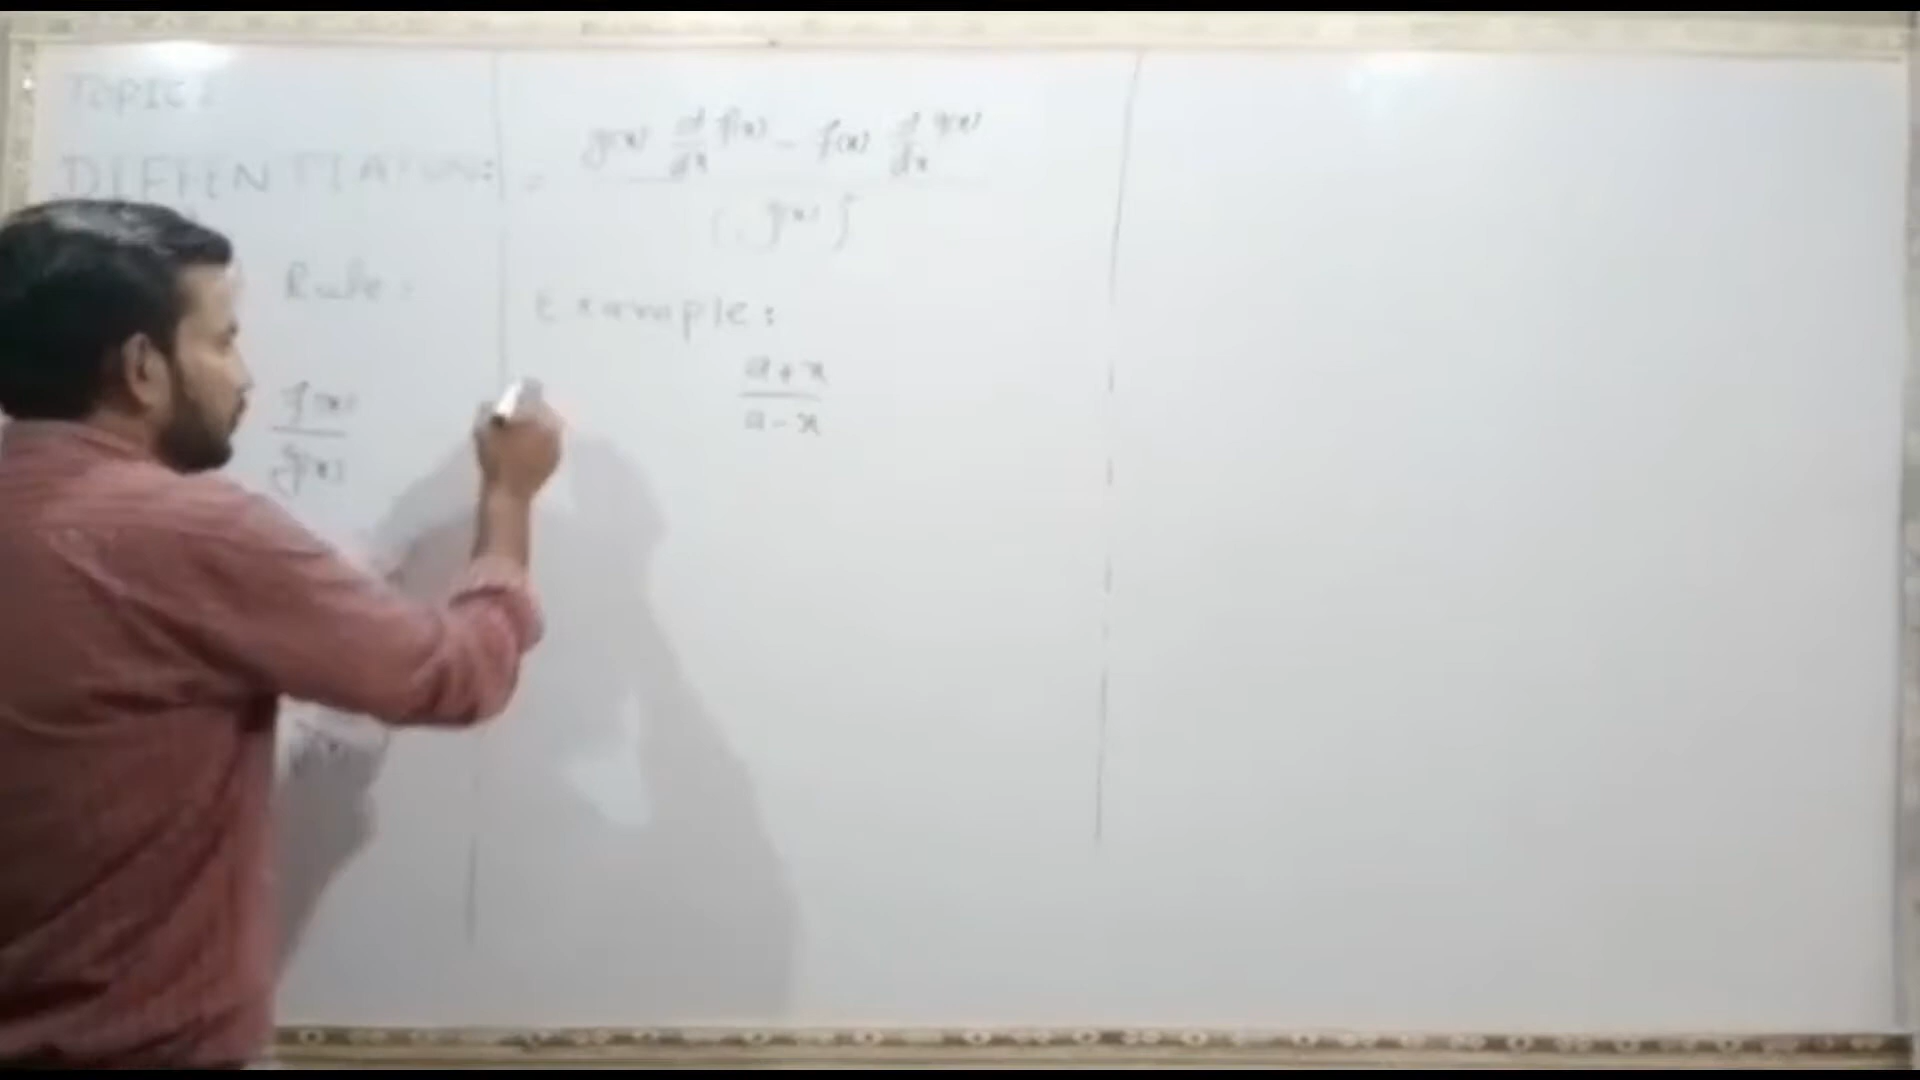 TOPIC:
DIFFENTIATION:
Rule:
f(x)
g(x)
= g(x) d/dx f(x) - f(x) d/dx g(x)
[g(x)]²
Example:
a+x
a-x